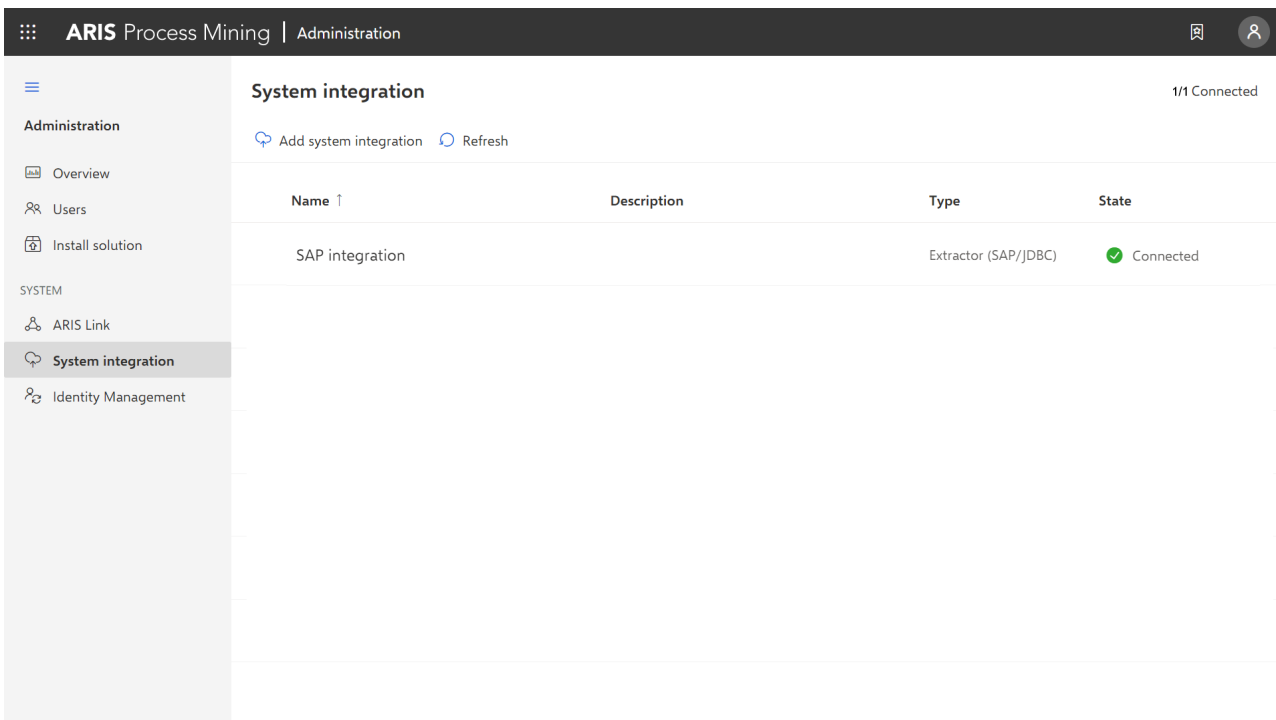 ARIS Process Mining | Administration
Administration
Overview
Users
Install solution
SYSTEM
ARIS Link
System integration
Identity Management
System integration
1/1 Connected
Add system integration Refresh
Name ↑ Description Type State
SAP integration Extractor (SAP/JDBC) Connected